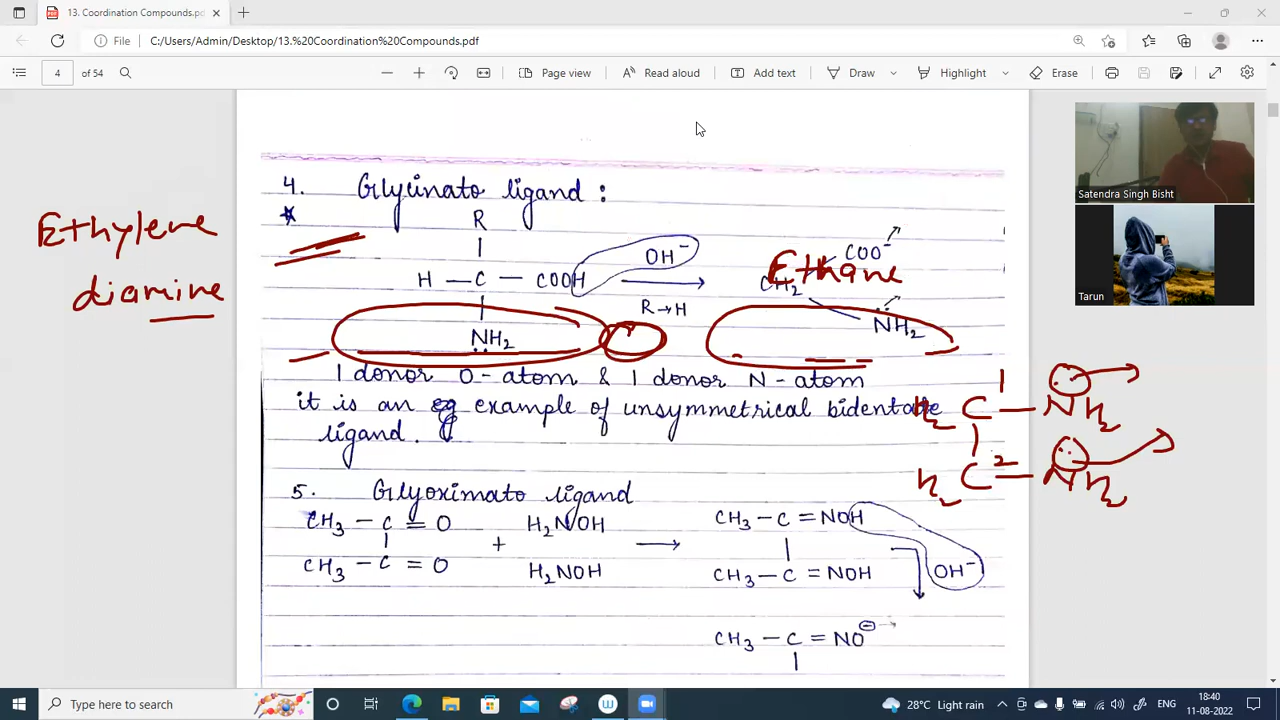 13. Coordination Compounds.pdf
File C:/Users/Admin/Desktop/13.%20Coordination%20Compounds.pdf
4 of 54 Page view Read aloud Add text Draw Highlight Erase
Satendra Singh Bisht
Tarun
Ethylene
diamine
4. Glycinato ligand :
R
H — C — COOH OH⁻ COO⁻
Ethane
CH2
R→H
NH2 NH2
1 donor O-atom & 1 donor N-atom
it is an eg example of unsymmetrical bidentate
ligand.
1
H2 C — NH2
2
H2 C — NH2
5. Glyoximato ligand
CH3 — C = O H2NOH CH3 — C = NOH
+
CH3 — C = O H2NOH CH3 — C = NOH OH⁻
CH3 — C = NO⊖
Type here to search
28°C Light rain ENG 18:40
11-08-2022